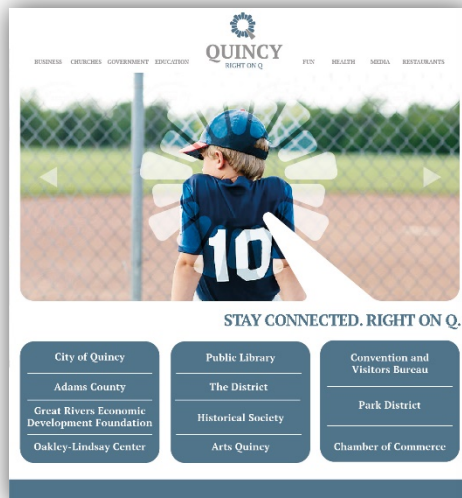 QUINCY
RIGHT ON Q
BUSINESS CHURCHES GOVERNMENT EDUCATION FUN HEALTH MEDIA RESTAURANTS
10
STAY CONNECTED. RIGHT ON Q.
City of Quincy
Adams County
Great Rivers Economic
Development Foundation
Oakley-Lindsay Center
Public Library
The District
Historical Society
Arts Quincy
Convention and
Visitors Bureau
Park District
Chamber of Commerce